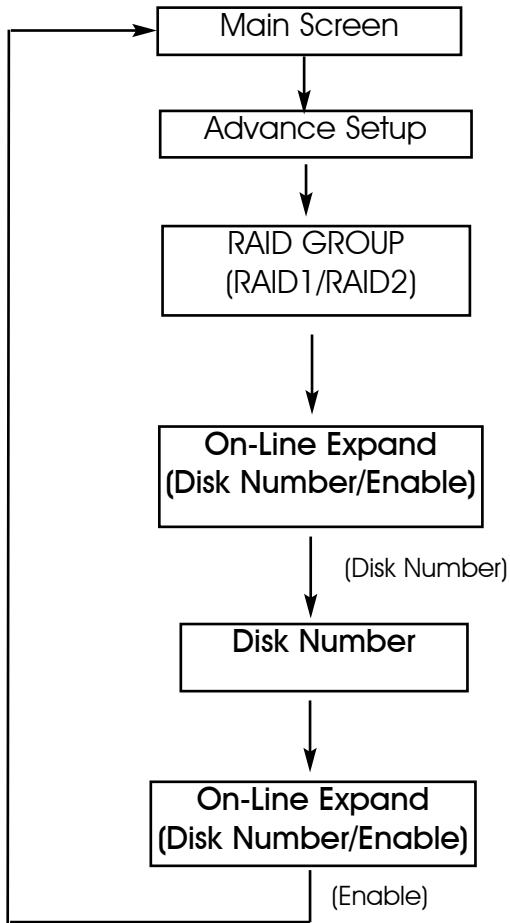 Main Screen
Advance Setup
RAID GROUP
(RAID1/RAID2)
On-Line Expand
(Disk Number/Enable)
(Disk Number)
Disk Number
On-Line Expand
(Disk Number/Enable)
(Enable)